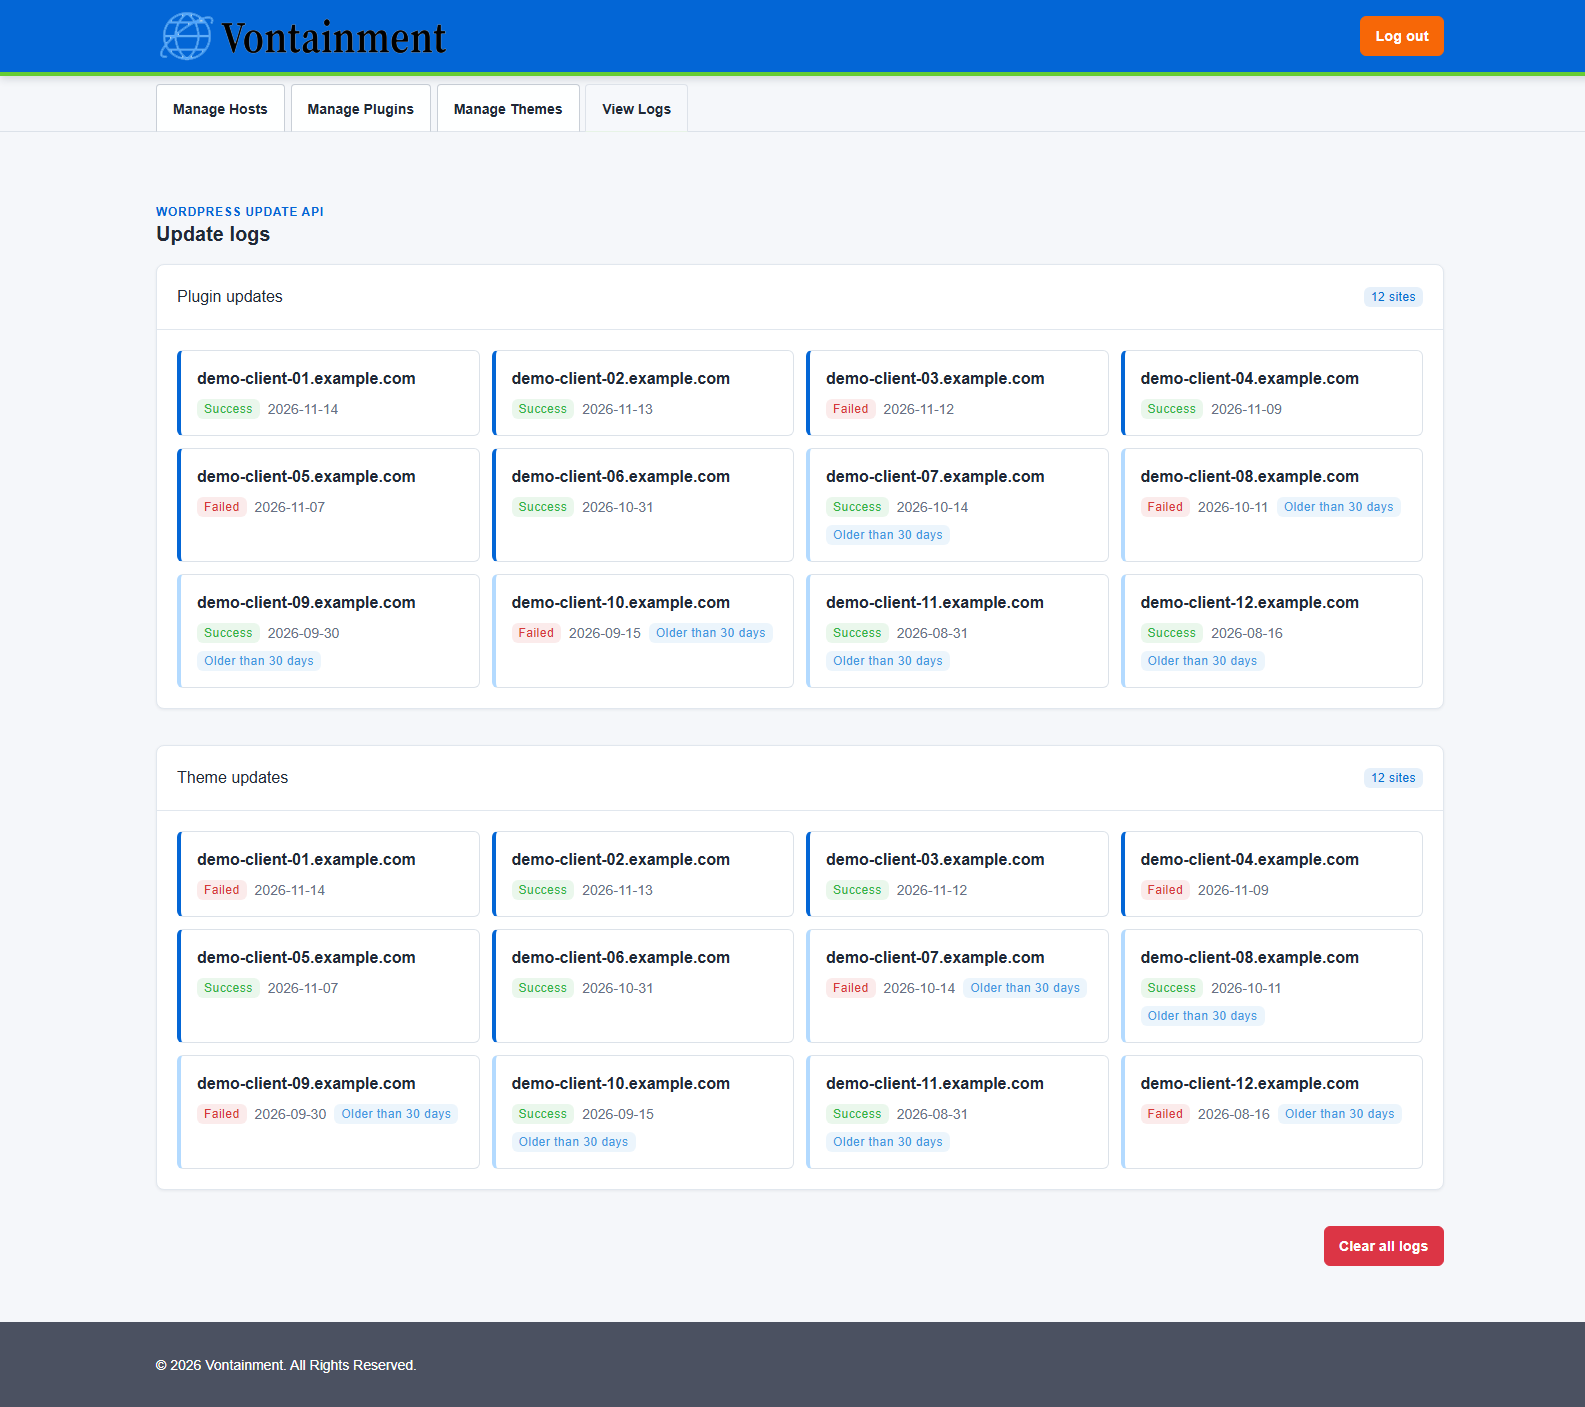 Vontainment
Log out
Manage Hosts
Manage Plugins
Manage Themes
View Logs
WORDPRESS UPDATE API
Update logs
Plugin updates
12 sites
demo-client-01.example.com
Success 2026-11-14
demo-client-02.example.com
Success 2026-11-13
demo-client-03.example.com
Failed 2026-11-12
demo-client-04.example.com
Success 2026-11-09
demo-client-05.example.com
Failed 2026-11-07
demo-client-06.example.com
Success 2026-10-31
demo-client-07.example.com
Success 2026-10-14
Older than 30 days
demo-client-08.example.com
Failed 2026-10-11 Older than 30 days
demo-client-09.example.com
Success 2026-09-30
Older than 30 days
demo-client-10.example.com
Failed 2026-09-15 Older than 30 days
demo-client-11.example.com
Success 2026-08-31
Older than 30 days
demo-client-12.example.com
Success 2026-08-16
Older than 30 days
Theme updates
12 sites
demo-client-01.example.com
Failed 2026-11-14
demo-client-02.example.com
Success 2026-11-13
demo-client-03.example.com
Success 2026-11-12
demo-client-04.example.com
Failed 2026-11-09
demo-client-05.example.com
Success 2026-11-07
demo-client-06.example.com
Success 2026-10-31
demo-client-07.example.com
Failed 2026-10-14 Older than 30 days
demo-client-08.example.com
Success 2026-10-11
Older than 30 days
demo-client-09.example.com
Failed 2026-09-30 Older than 30 days
demo-client-10.example.com
Success 2026-09-15
Older than 30 days
demo-client-11.example.com
Success 2026-08-31
Older than 30 days
demo-client-12.example.com
Failed 2026-08-16 Older than 30 days
Clear all logs
© 2026 Vontainment. All Rights Reserved.